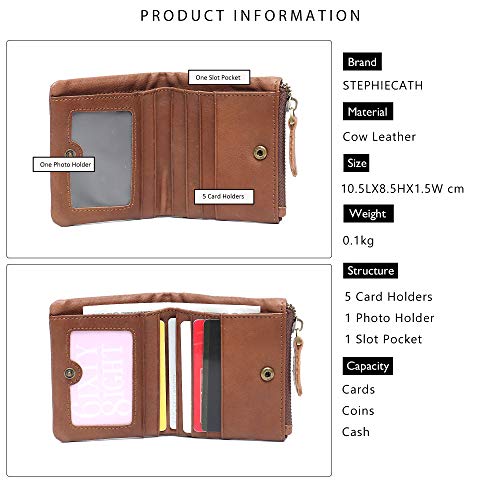 PRODUCT INFORMATION
One Slot Pocket
One Photo Holder
5 Card Holders
Brand
STEPHIECATH
Material
Cow Leather
Size
10.5LX8.5HX1.5W cm
Weight
0.1kg
Structure
5 Card Holders
1 Photo Holder
1 Slot Pocket
Capacity
Cards
Coins
Cash